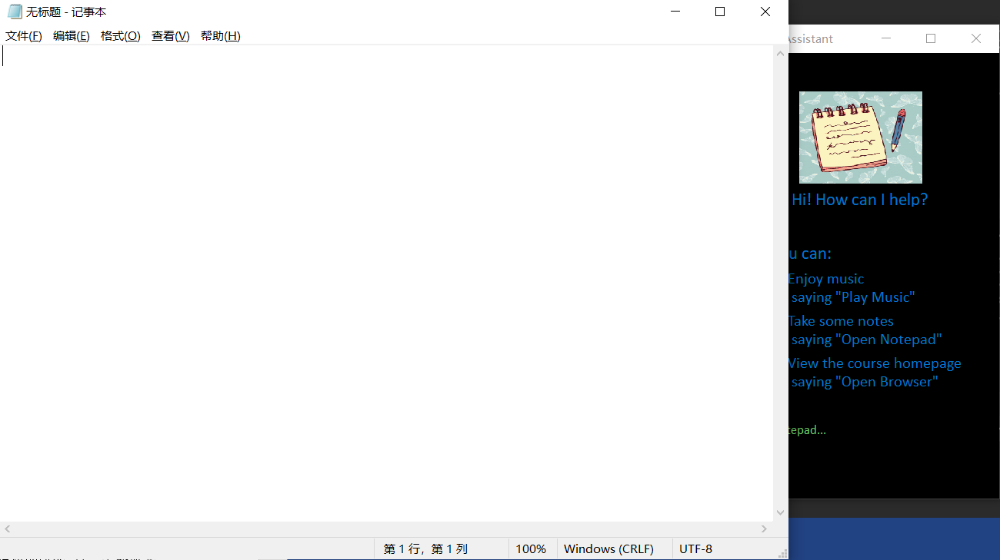 无标题 - 记事本
文件(F) 编辑(E) 格式(O) 查看(V) 帮助(H)
第 1 行，第 1 列 100% Windows (CRLF) UTF-8
Assistant
Hi! How can I help?
u can:
Enjoy music
saying "Play Music"
Take some notes
saying "Open Notepad"
View the course homepage
saying "Open Browser"
tepad...